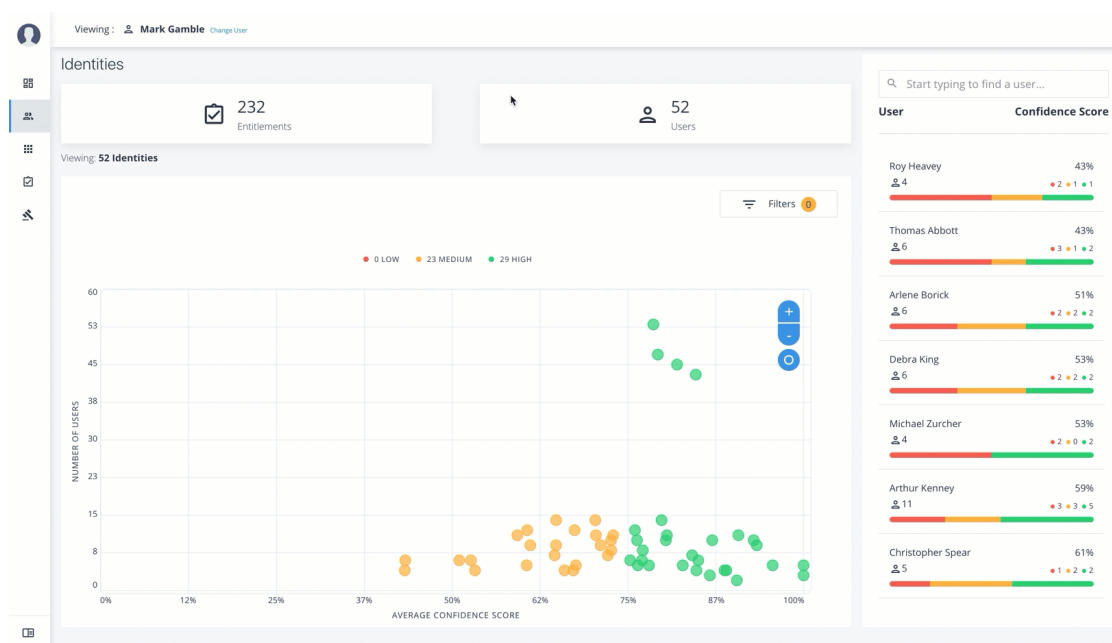 Viewing : Mark Gamble Change User
Identities
232
Entitlements
52
Users
Viewing: 52 Identities
Filters 0
0 LOW 23 MEDIUM 29 HIGH
60
53
45
38
30
23
15
8
0
NUMBER OF USERS
0% 12% 25% 37% 50% 62% 75% 87% 100%
AVERAGE CONFIDENCE SCORE
+
-
Start typing to find a user...
User Confidence Score
Roy Heavey 43%
4 2 1 1
Thomas Abbott 43%
6 3 1 2
Arlene Borick 51%
6 2 2 2
Debra King 53%
6 2 2 2
Michael Zurcher 53%
4 2 0 2
Arthur Kenney 59%
11 3 3 5
Christopher Spear 61%
5 1 2 2